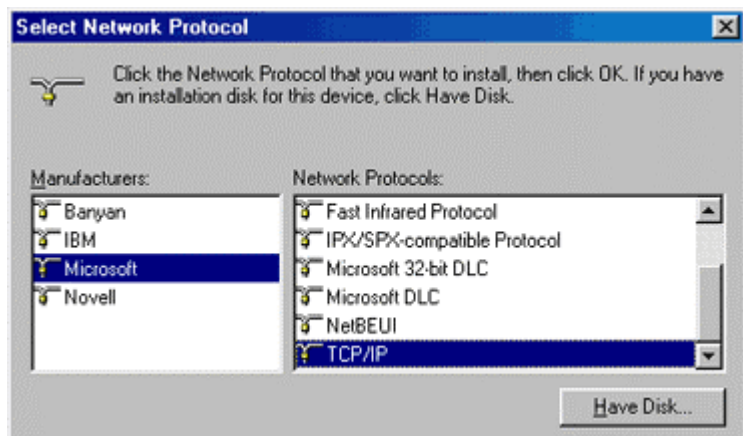 Select Network Protocol
Click the Network Protocol that you want to install, then click OK. If you have
an installation disk for this device, click Have Disk.
Manufacturers:
Banyan
IBM
Microsoft
Novell
Network Protocols:
Fast Infrared Protocol
IPX/SPX-compatible Protocol
Microsoft 32-bit DLC
Microsoft DLC
NetBEUI
TCP/IP
Have Disk...